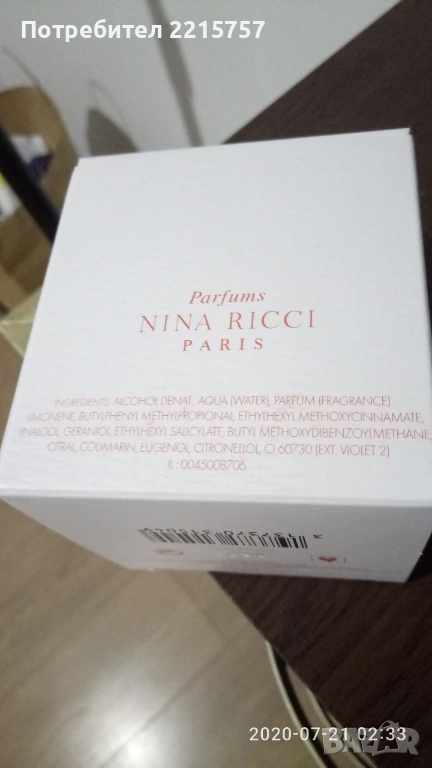 Потребител 2215757
Parfums
NINA RICCI
PARIS
INGREDIENTS: ALCOHOL DENAT, AQUA (WATER), PARFUM (FRAGRANCE)
LIMONENE, BUTYLPHENYL METHYLPROPIONAL, ETHYLHEXYL METHOXYCINNAMATE,
LINALOOL, GERANIOL, ETHYLHEXYL SALICYLATE, BUTYL METHOXYDIBENZOYLMETHANE,
CITRAL, COUMARIN, EUGENOL, CITRONELLOL, CI 60730 (EXT. VIOLET 2)
IL : 0045008706
2020-07-21 02:33
BAZAR